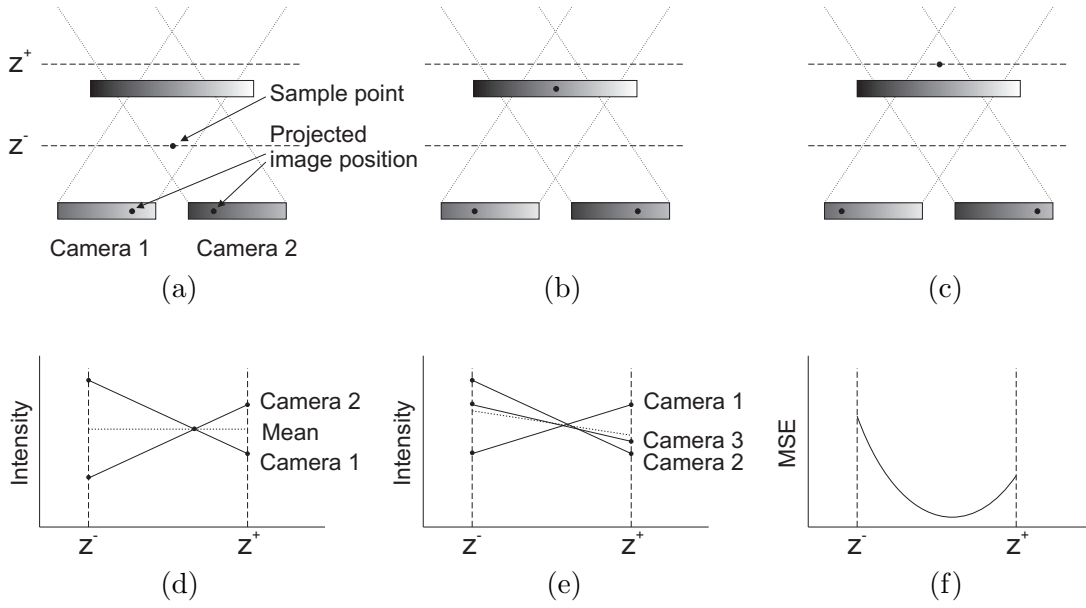 z⁺
Sample point
z⁻
Projected
image position
Camera 1
Camera 2
(a)
(b)
(c)
Intensity
Camera 2
Mean
Camera 1
z⁻
z⁺
(d)
Intensity
Camera 1
Camera 3
Camera 2
z⁻
z⁺
(e)
MSE
z⁻
z⁺
(f)